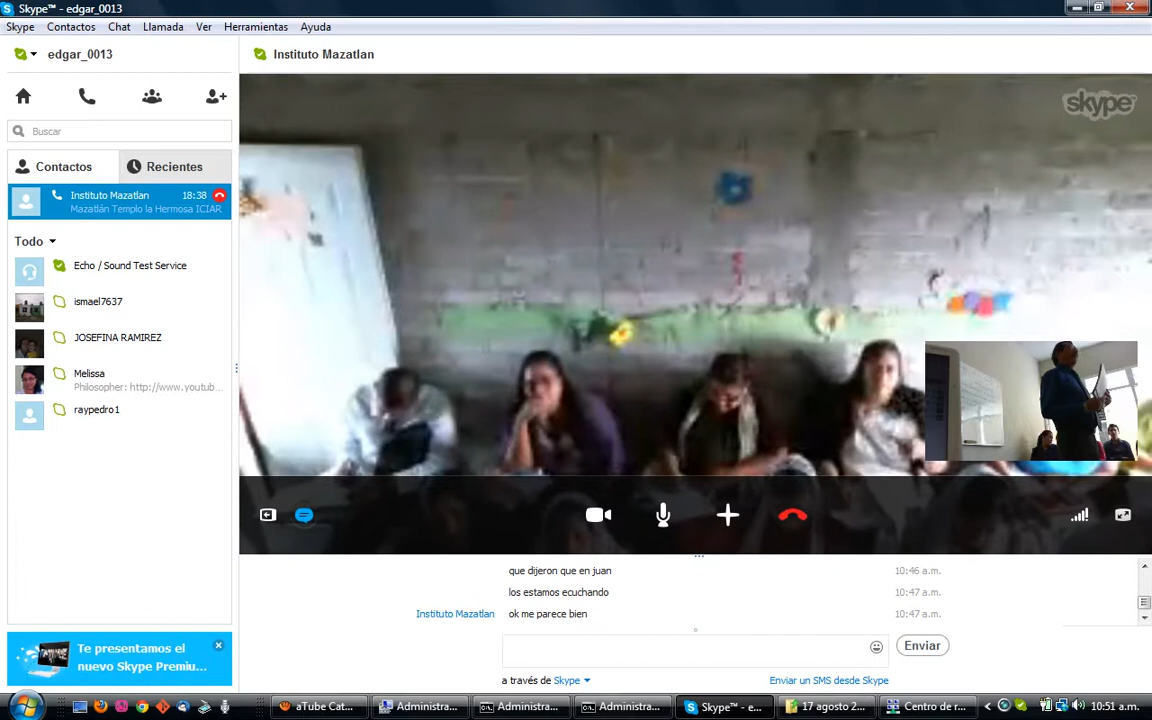 Skype™ - edgar_0013
Skype Contactos Chat Llamada Ver Herramientas Ayuda
edgar_0013
Instituto Mazatlan
skype
Buscar
Contactos Recientes
Instituto Mazatlan 18:38
Mazatlán Templo la Hermosa ICIAR
Todo
Echo / Sound Test Service
ismael7637
JOSEFINA RAMIREZ
Melissa
Philosopher: http://www.youtub...
raypedro1
que dijeron que en juan 10:46 a.m.
los estamos ecuchando 10:47 a.m.
Instituto Mazatlan ok me parece bien 10:47 a.m.
Enviar
a través de Skype Enviar un SMS desde Skype
Te presentamos el
nuevo Skype Premiu...
aTube Cat... Administra... Administra... Administra... Skype™ - e... 17 agosto 2... Centro de r... 10:51 a.m.